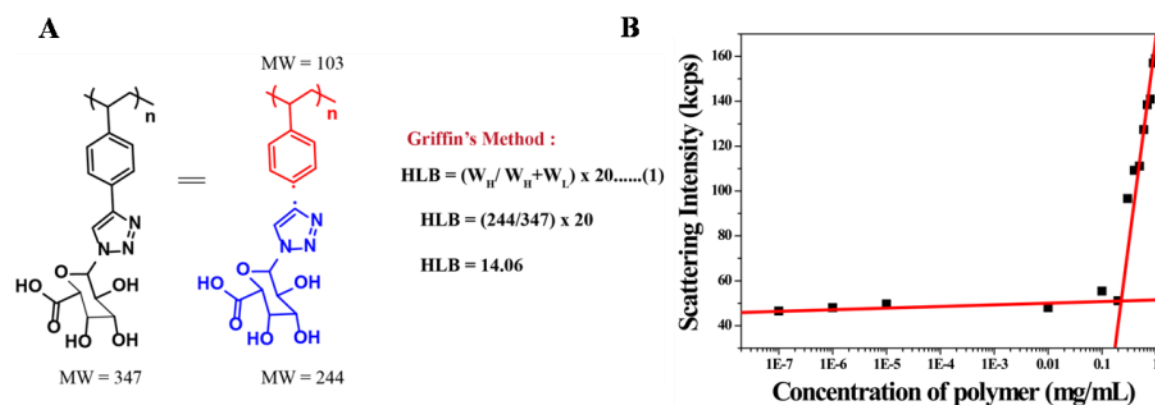 A
MW = 103
n
n
N
N
N
N
N
N
O
OH
HO
O
HO
OH
MW = 347
O
OH
HO
O
HO
OH
MW = 244
Griffin's Method :
HLB = (W_H/ W_H+W_L) x 20......(1)
HLB = (244/347) x 20
HLB = 14.06
B
Scattering Intensity (kcps)
160
140
120
100
80
60
40
1E-7 1E-6 1E-5 1E-4 1E-3 0.01 0.1 1
Concentration of polymer (mg/mL)